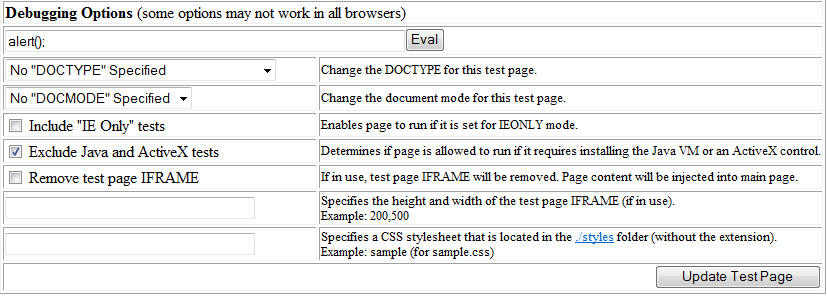 Debugging Options (some options may not work in all browsers)
alert(); Eval
No "DOCTYPE" Specified Change the DOCTYPE for this test page.
No "DOCMODE" Specified Change the document mode for this test page.
Include "IE Only" tests Enables page to run if it is set for IEONLY mode.
Exclude Java and ActiveX tests Determines if page is allowed to run if it requires installing the Java VM or an ActiveX control.
Remove test page IFRAME If in use, test page IFRAME will be removed. Page content will be injected into main page.
Specifies the height and width of the test page IFRAME (if in use).
Example: 200,500
Specifies a CSS stylesheet that is located in the ./styles folder (without the extension).
Example: sample (for sample.css)
Update Test Page